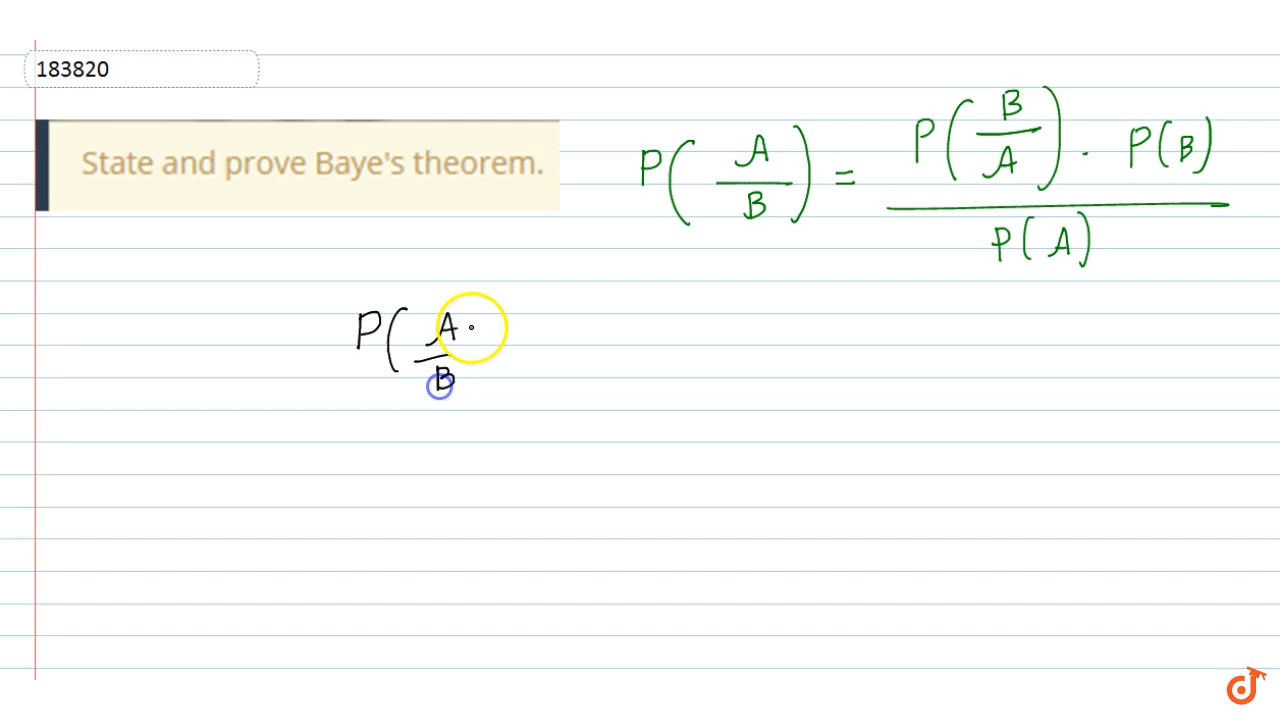 183820
State and prove Baye's theorem.
P( A/B ) = P( B/A ) . P(B) / P(A)
P( A/B